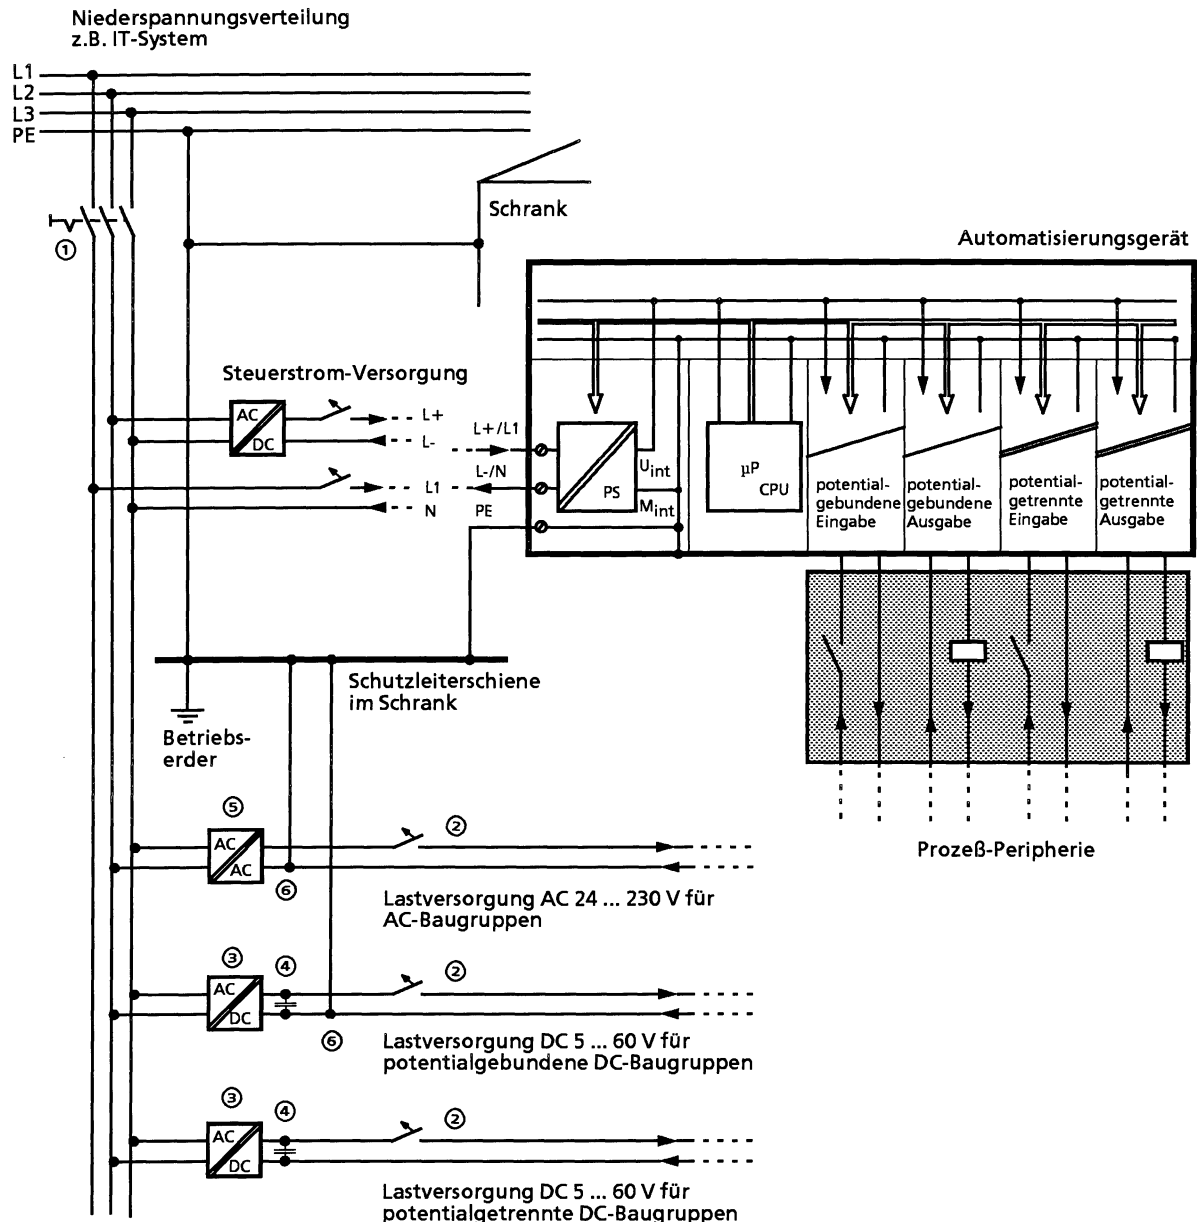 Niederspannungsverteilung
z.B. IT-System
L1
L2
L3
PE
Schrank
①
Automatisierungsgerät
Steuerstrom-Versorgung
AC
DC
L+
L-
L1
N
L+/L1
L-/N
PE
PS
Uint
Mint
µP
CPU
potential-
gebundene
Eingabe
potential-
gebundene
Ausgabe
potential-
getrennte
Eingabe
potential-
getrennte
Ausgabe
Schutzleiterschiene
im Schrank
Betriebs-
erder
Prozeß-Peripherie
⑤
AC
AC
②
⑥
Lastversorgung AC 24 ... 230 V für
AC-Baugruppen
③
④
②
AC
DC
⑥
Lastversorgung DC 5 ... 60 V für
potentialgebundene DC-Baugruppen
③
④
②
AC
DC
Lastversorgung DC 5 ... 60 V für
potentialgetrennte DC-Baugruppen